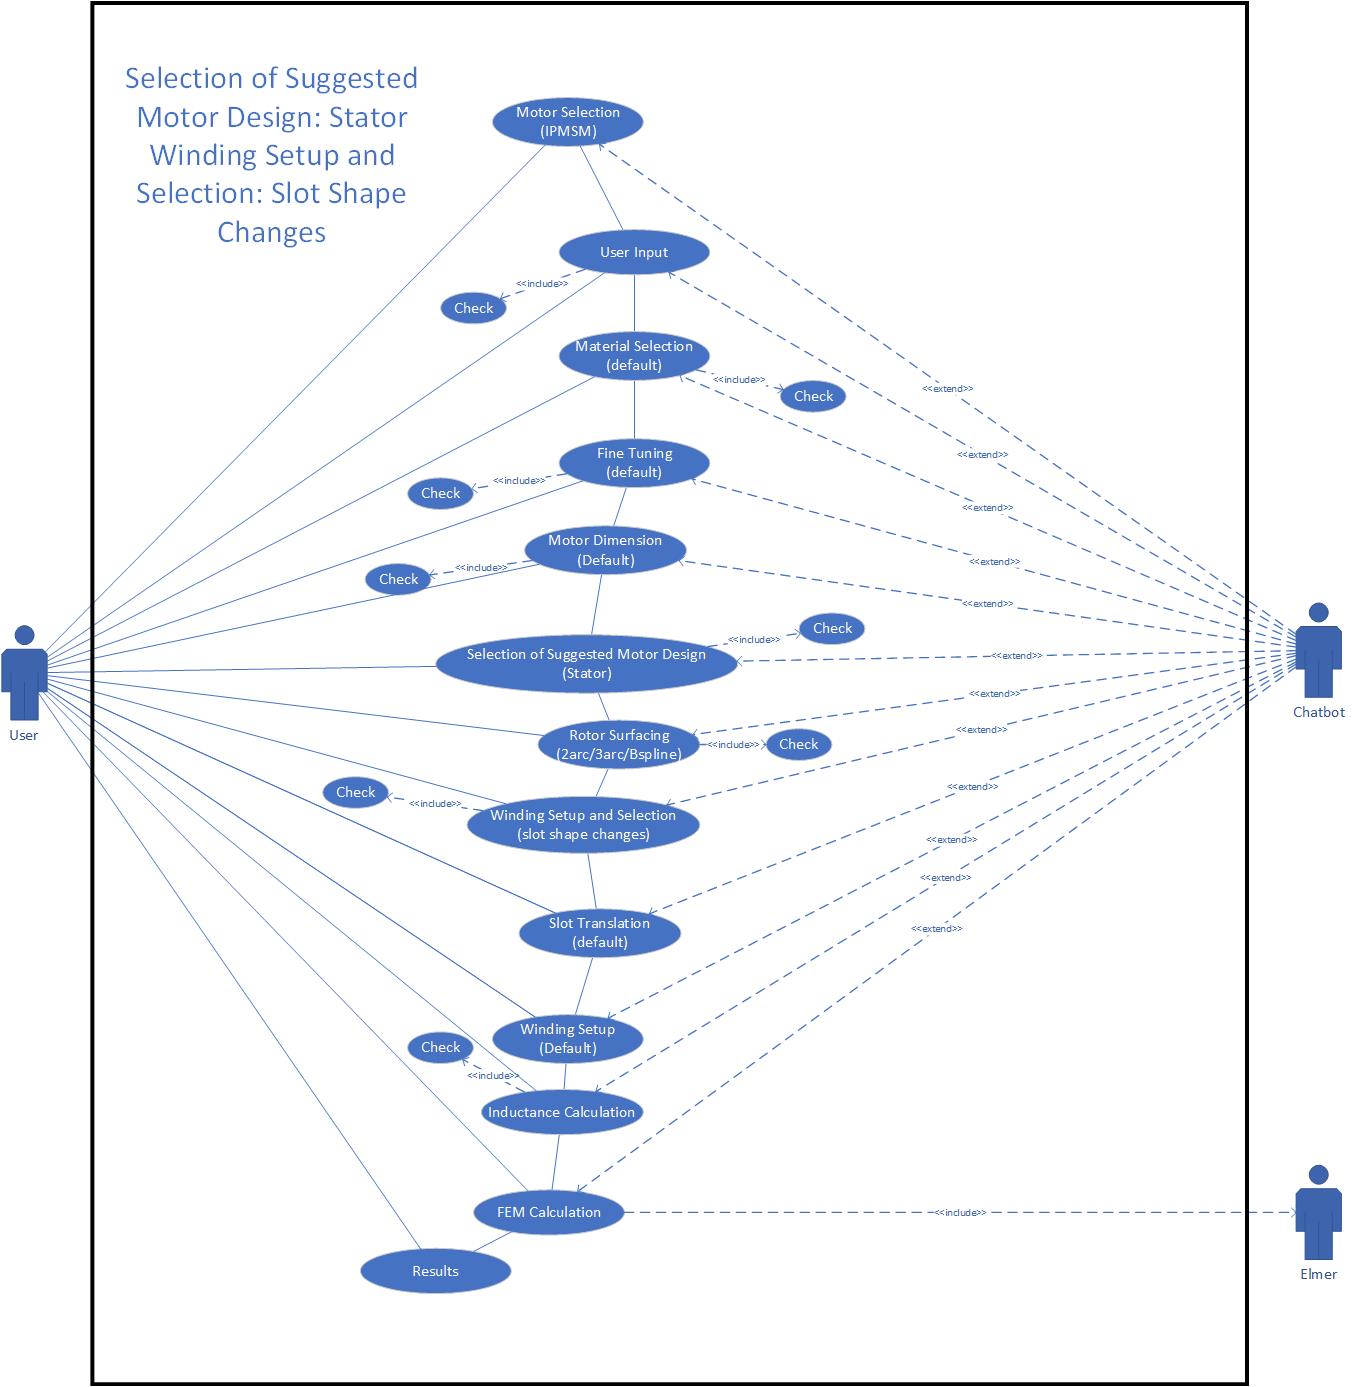 Selection of Suggested
Motor Design: Stator
Winding Setup and
Selection: Slot Shape
Changes
Motor Selection
(IPMSM)
User Input
<<include>>
Check
Material Selection
(default)
<<include>>
Check
<<extend>>
<<extend>>
Fine Tuning
(default)
<<include>>
Check
<<extend>>
Motor Dimension
(Default)
<<include>>
Check
<<extend>>
<<extend>>
Check
<<include>>
Selection of Suggested Motor Design
(Stator)
<<extend>>
<<extend>>
User
Chatbot
Rotor Surfacing
(2arc/3arc/Bspline)
<<include>>
Check
<<extend>>
Check
<<include>>
Winding Setup and Selection
(slot shape changes)
<<extend>>
<<extend>>
<<extend>>
Slot Translation
(default)
<<extend>>
Winding Setup
(Default)
Check
<<include>>
Inductance Calculation
FEM Calculation
<<include>>
Results
Elmer